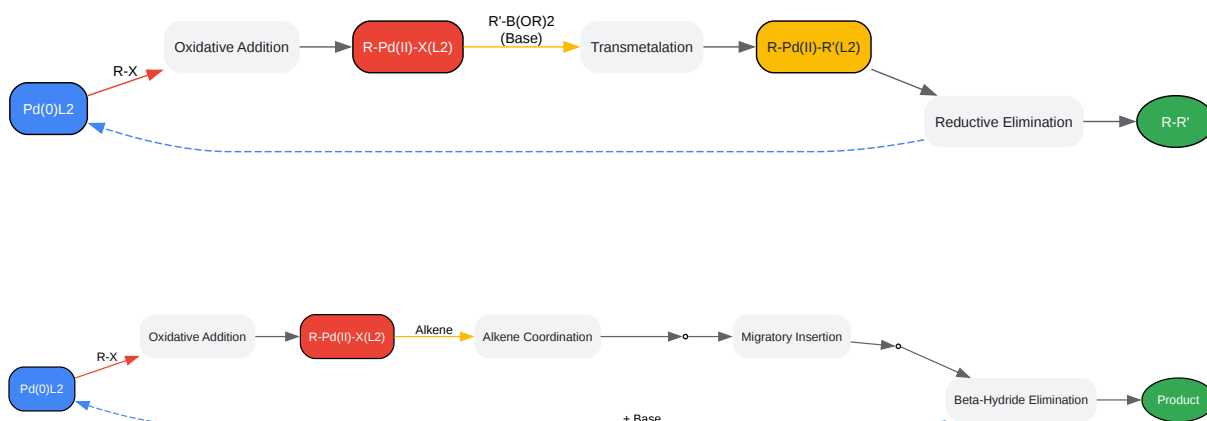 R'-B(OR)2
(Base)
Oxidative Addition
R-Pd(II)-X(L2)
Transmetalation
R-Pd(II)-R'(L2)
R-X
Pd(0)L2
Reductive Elimination
R-R'
Oxidative Addition
R-Pd(II)-X(L2)
Alkene
Alkene Coordination
Migratory Insertion
R-X
Pd(0)L2
Beta-Hydride Elimination
Product
+ Base